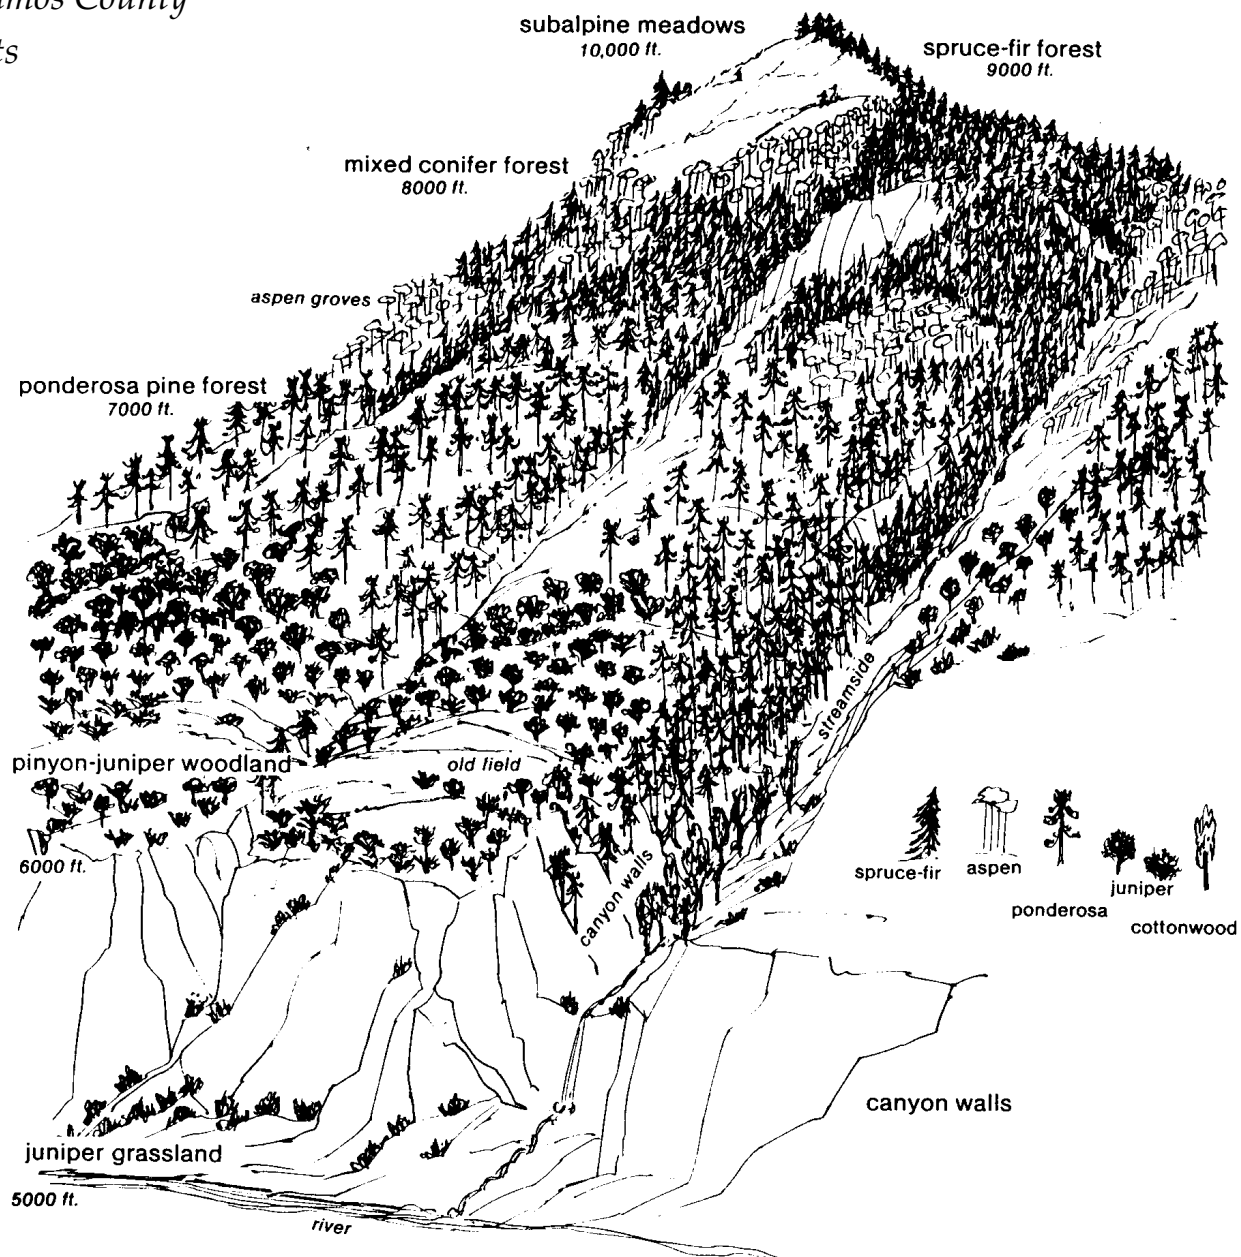 County
subalpine meadows
10,000 ft.
spruce-fir forest
9000 ft.
mixed conifer forest
8000 ft.
aspen groves
ponderosa pine forest
7000 ft.
streamside
pinyon-juniper woodland
old field
6000 ft.
canyon walls
spruce-fir
aspen
ponderosa
juniper
cottonwood
canyon walls
juniper grassland
5000 ft.
river